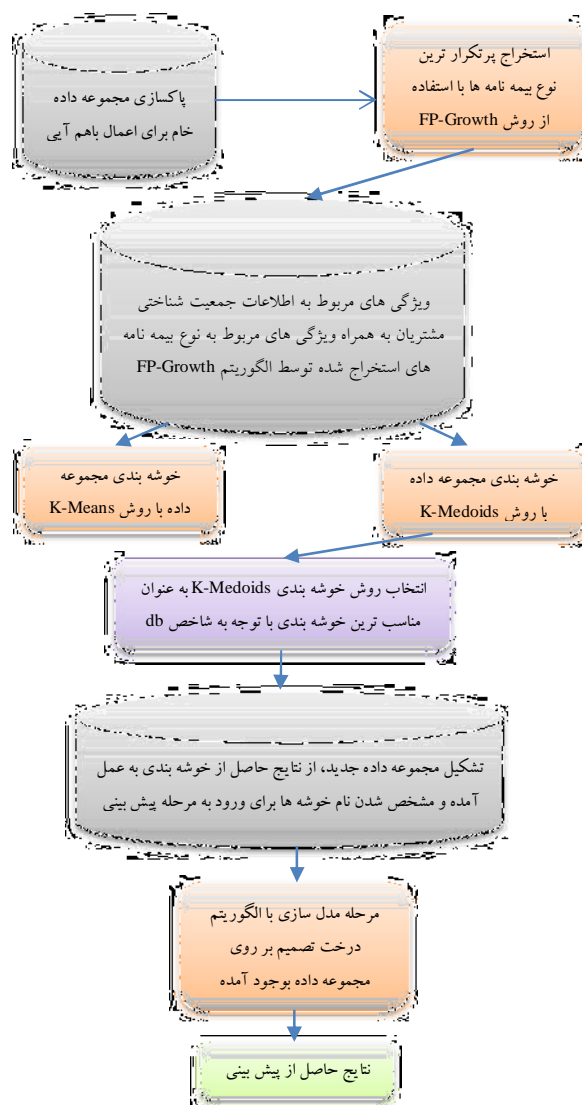 پاکسازی مجموعه داده
خام برای اعمال باهم آیی
استخراج پرتکرار ترین
نوع بیمه نامه ها با استفاده
از روش FP-Growth
ویژگی های مربوط به اطلاعات جمعیت شناختی
مشتریان به همراه ویژگی های مربوط به نوع بیمه نامه
های استخراج شده توسط الگوریتم FP-Growth
خوشه بندی مجموعه داده
با روش K-Medoids
خوشه بندی مجموعه
داده با روش K-Means
انتخاب روش خوشه بندی K-Medoids به عنوان
مناسب ترین خوشه بندی با توجه به شاخص db
تشکیل مجموعه داده جدید، از نتایج حاصل از خوشه بندی به عمل
آمده و مشخص شدن نام خوشه ها برای ورود به مرحله پیش بینی
مرحله مدل سازی با الگوریتم
درخت تصمیم بر روی
مجموعه داده بوجود آمده
نتایج حاصل از پیش بینی